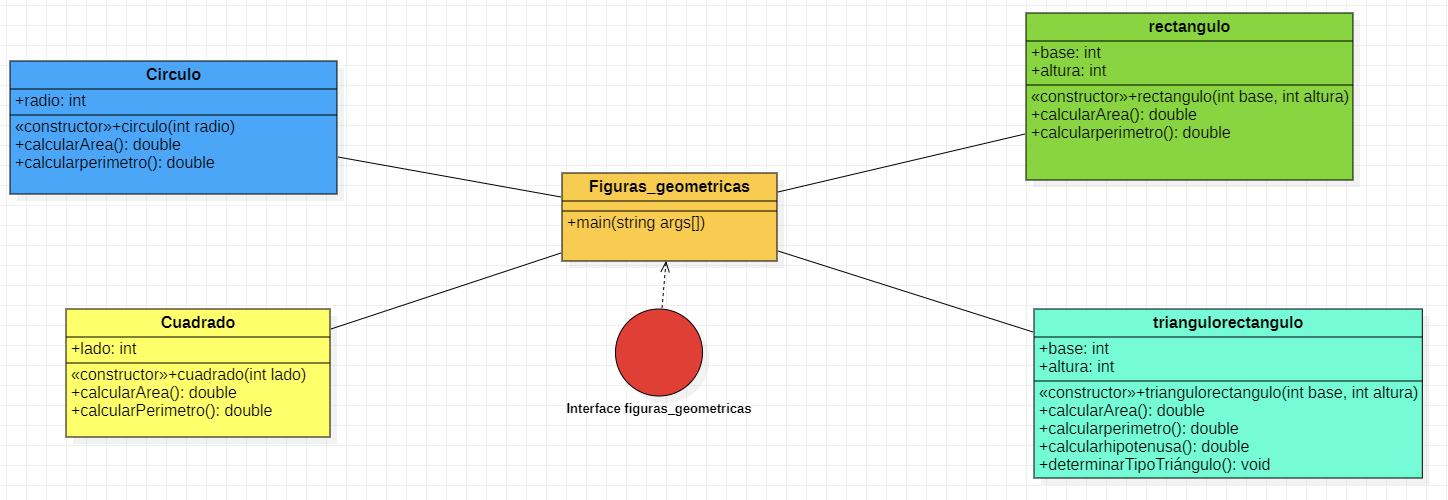 Circulo
+radio: int
«constructor»+circulo(int radio)
+calcularArea(): double
+calcularperimetro(): double
rectangulo
+base: int
+altura: int
«constructor»+rectangulo(int base, int altura)
+calcularArea(): double
+calcularperimetro(): double
Figuras_geometricas
+main(string args[])
Cuadrado
+lado: int
«constructor»+cuadrado(int lado)
+calcularArea(): double
+calcularPerimetro(): double
Interface figuras_geometricas
triangulorectangulo
+base: int
+altura: int
«constructor»+triangulorectangulo(int base, int altura)
+calcularArea(): double
+calcularperimetro(): double
+calcularhipotenusa(): double
+determinarTipoTriángulo(): void